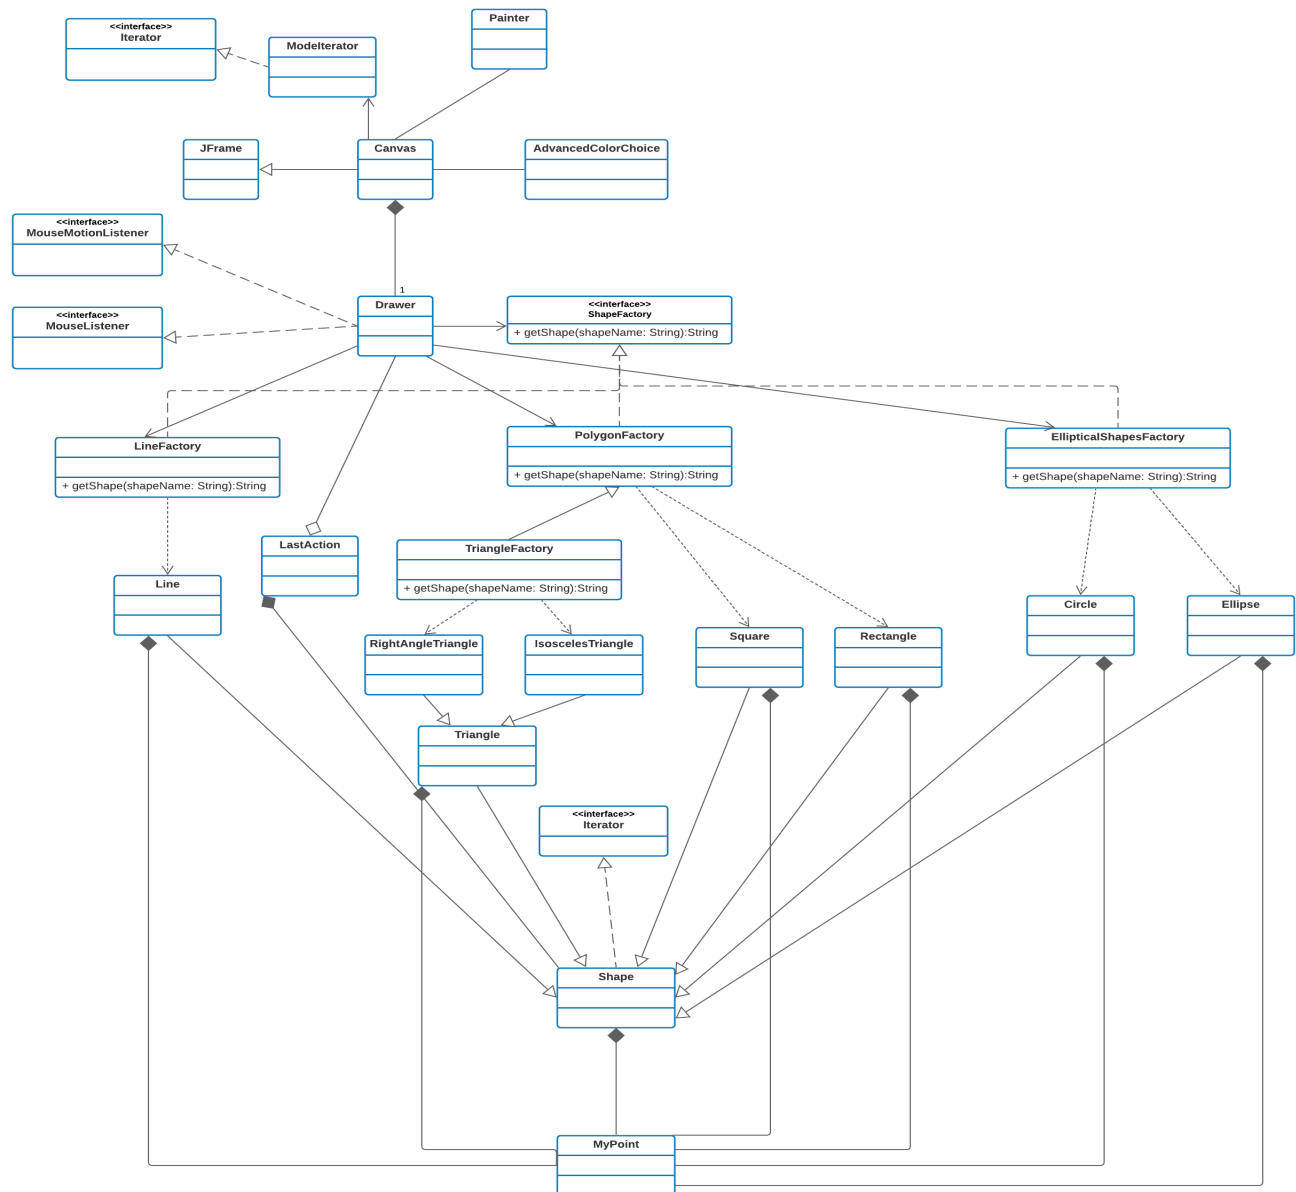 Painter
<<interface>>
Iterator
ModeIterator
JFrame
Canvas
AdvancedColorChoice
<<interface>>
MouseMotionListener
1
Drawer
<<interface>>
ShapeFactory
+ getShape(shapeName: String):String
<<interface>>
MouseListener
LineFactory
+ getShape(shapeName: String):String
PolygonFactory
+ getShape(shapeName: String):String
EllipticalShapesFactory
+ getShape(shapeName: String):String
LastAction
TriangleFactory
+ getShape(shapeName: String):String
Line
Circle
Ellipse
RightAngleTriangle
IsoscelesTriangle
Square
Rectangle
Triangle
<<interface>>
Iterator
Shape
MyPoint